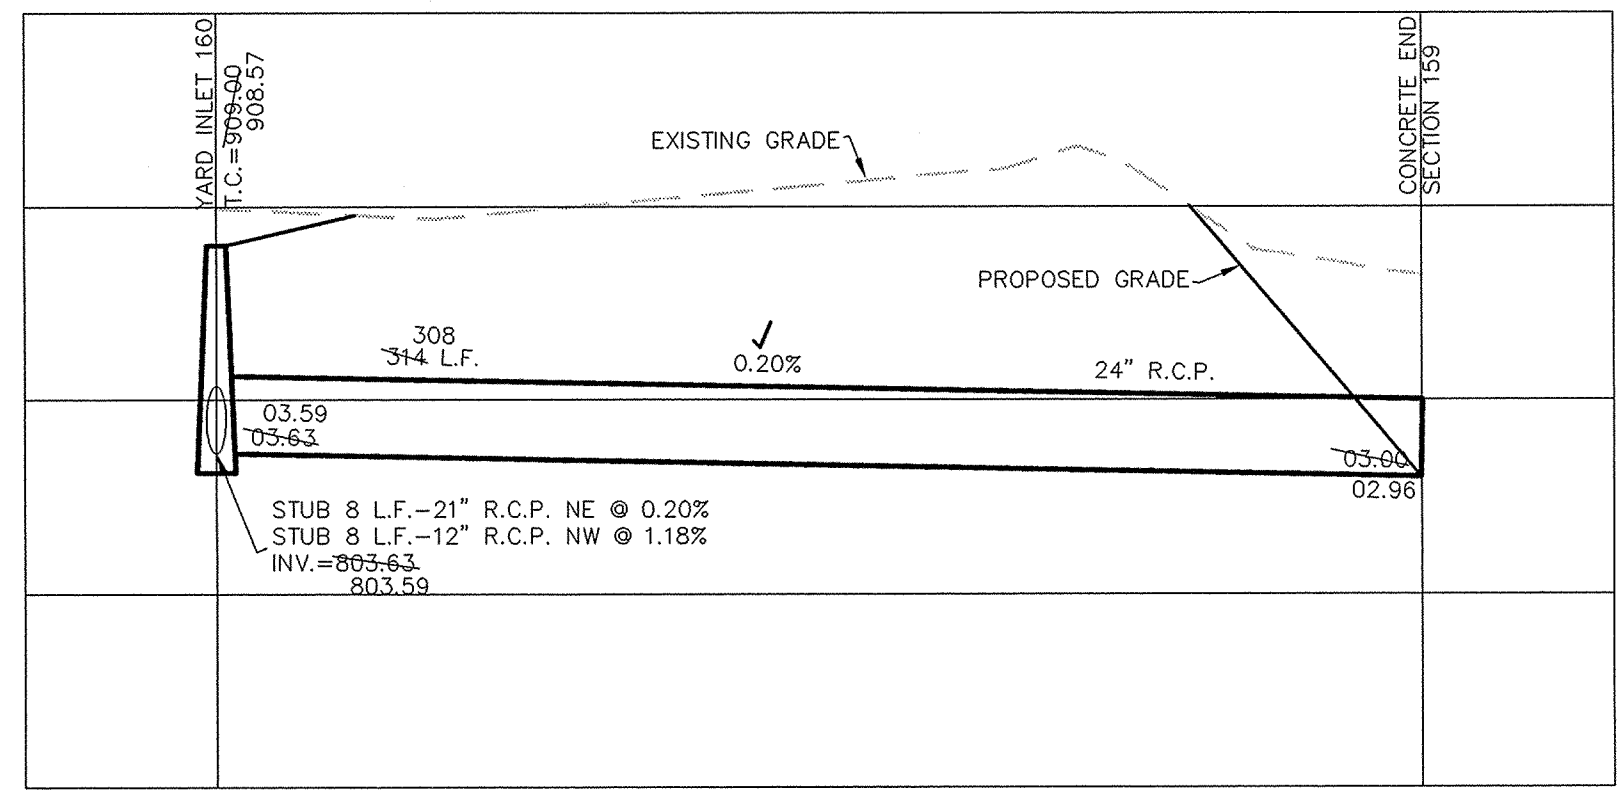 YARD INLET 160
T.C.=909.00
908.57
CONCRETE END
SECTION 159
EXISTING GRADE
PROPOSED GRADE
308
314 L.F.
0.20%
24" R.C.P.
03.59
03.63
03.00
02.96
STUB 8 L.F.-21" R.C.P. NE @ 0.20%
STUB 8 L.F.-12" R.C.P. NW @ 1.18%
INV.=803.63
803.59